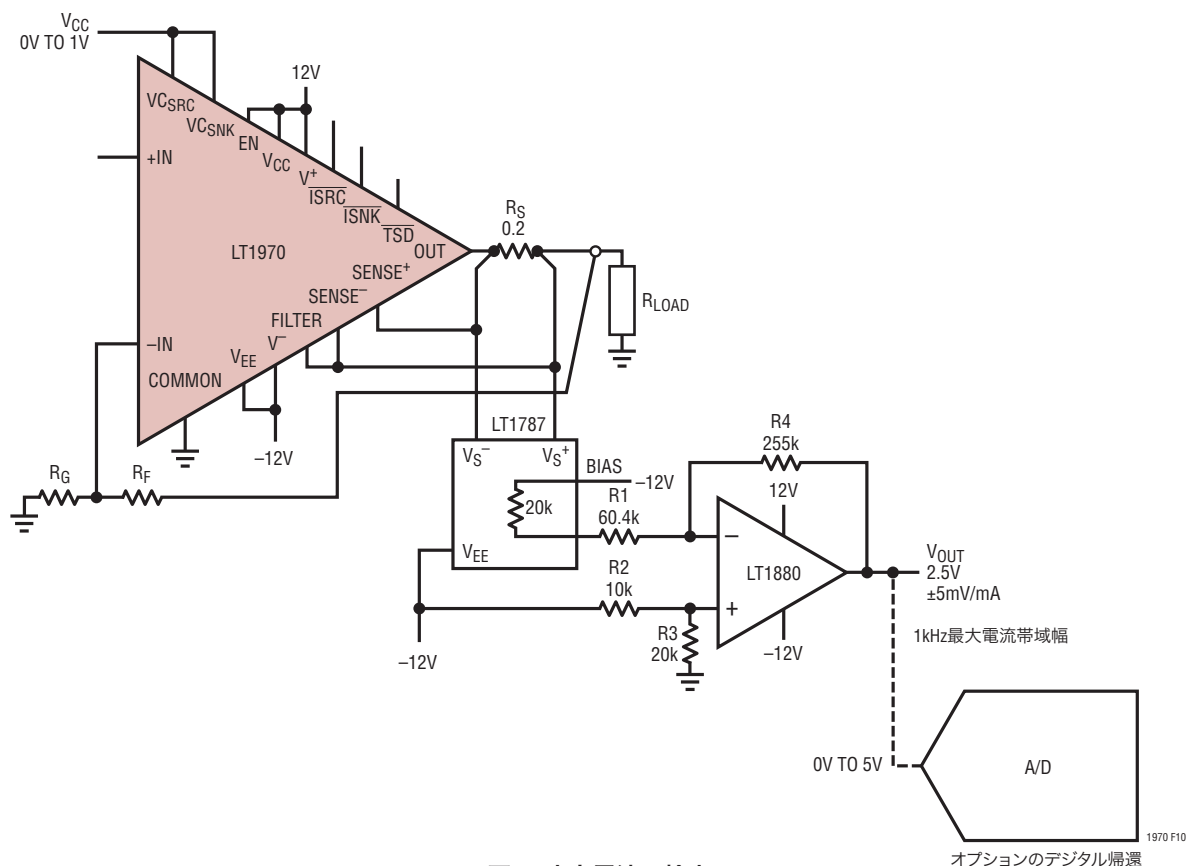 VCC
0V TO 1V
12V
VCSRC
VCSNK
EN
VCC
V+
ISRC
ISNK
TSD
+IN
LT1970
OUT
SENSE+
SENSE–
FILTER
V–
VEE
–IN
COMMON
–12V
RS
0.2
RLOAD
RG
RF
LT1787
VS–
VS+
BIAS
–12V
20k
R1
60.4k
VEE
R2
10k
–12V
R3
20k
R4
255k
12V
–
+
LT1880
–12V
VOUT
2.5V
±5mV/mA
1kHz最大電流帯域幅
0V TO 5V
A/D
1970 F10
オプションのデジタル帰還